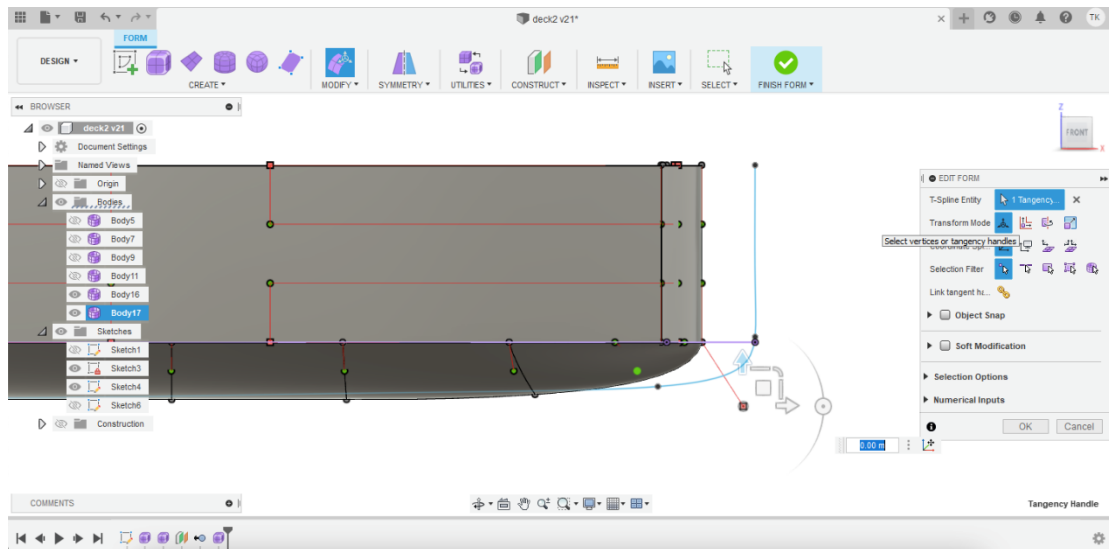 deck2 v21*
TK
FORM
DESIGN
CREATE
MODIFY
SYMMETRY
UTILITIES
CONSTRUCT
INSPECT
INSERT
SELECT
FINISH FORM
BROWSER
deck2 v21
Document Settings
Named Views
Origin
Bodies
Body5
Body7
Body9
Body11
Body16
Body17
Sketches
Sketch1
Sketch3
Sketch4
Sketch6
Construction
Z
FRONT
X
EDIT FORM
T-Spline Entity
1 Tangency...
Transform Mode
Select vertices or tangency handles
Selection Filter
Link tangent ha...
Object Snap
Soft Modification
Selection Options
Numerical Inputs
OK
Cancel
0.00 m
COMMENTS
Tangency Handle